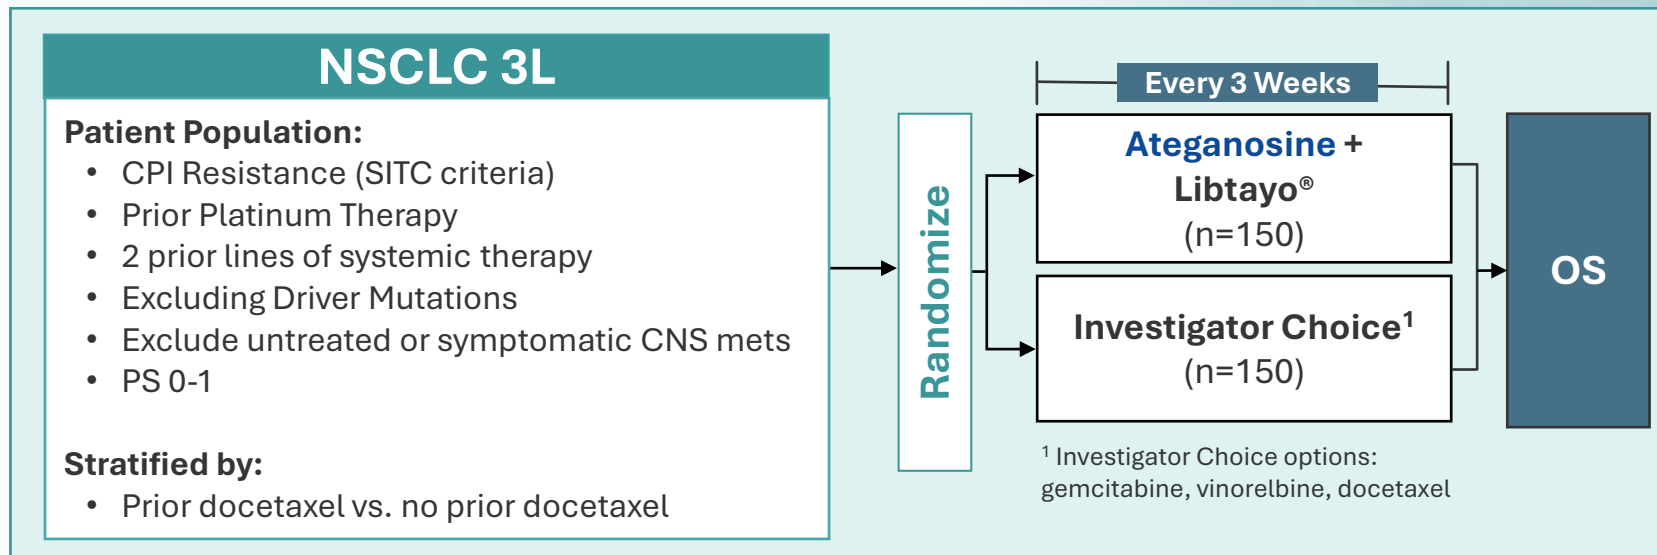 NSCLC 3L
Patient Population:
• CPI Resistance (SITC criteria)
• Prior Platinum Therapy
• 2 prior lines of systemic therapy
• Excluding Driver Mutations
• Exclude untreated or symptomatic CNS mets
• PS 0-1
Stratified by:
• Prior docetaxel vs. no prior docetaxel
Randomize
Every 3 Weeks
Ateganosine +
Libtayo®
(n=150)
Investigator Choice¹
(n=150)
¹ Investigator Choice options:
gemcitabine, vinorelbine, docetaxel
OS